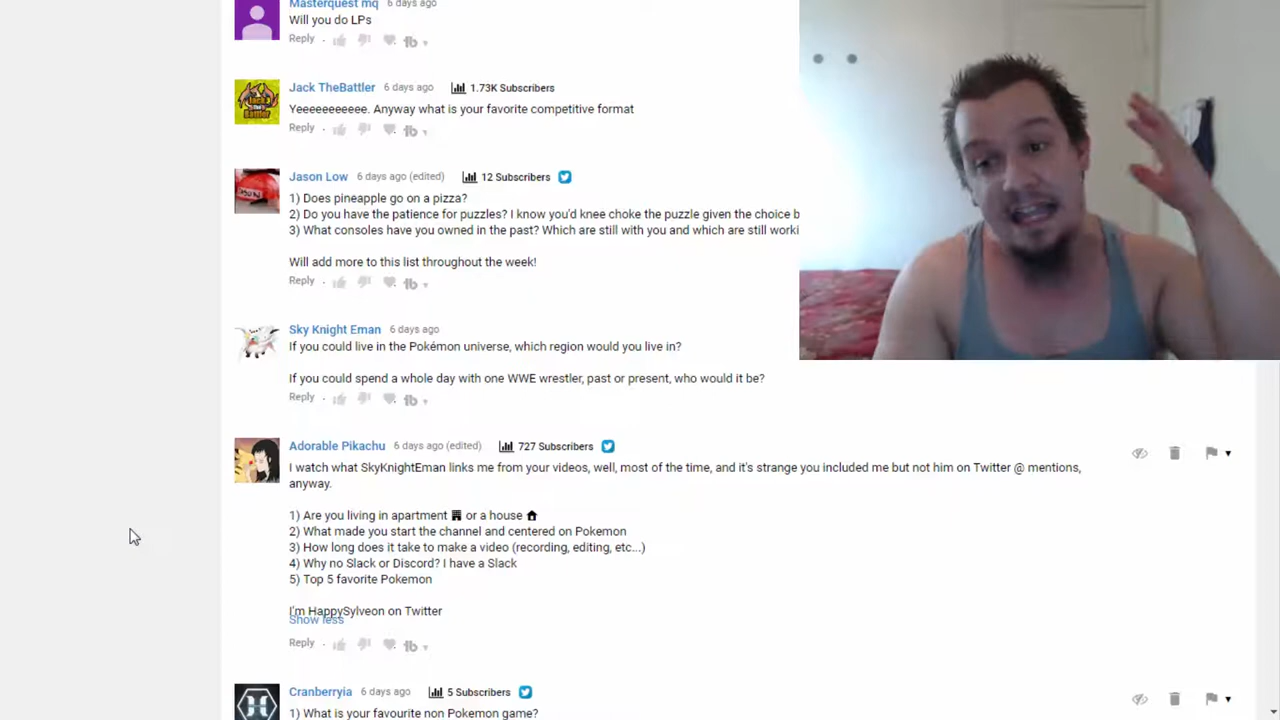 Masterquest mq 6 days ago
Will you do LPs
Reply
Jack TheBattler 6 days ago 1.73K Subscribers
Yeeeeeeeeeee. Anyway what is your favorite competitive format
Reply
Jason Low 6 days ago (edited) 12 Subscribers
1) Does pineapple go on a pizza?
2) Do you have the patience for puzzles? I know you'd knee choke the puzzle given the choice b
3) What consoles have you owned in the past? Which are still with you and which are still worki
Will add more to this list throughout the week!
Reply
Sky Knight Eman 6 days ago
If you could live in the Pokémon universe, which region would you live in?
If you could spend a whole day with one WWE wrestler, past or present, who would it be?
Reply
Adorable Pikachu 6 days ago (edited) 727 Subscribers
I watch what SkyKnightEman links me from your videos, well, most of the time, and it's strange you included me but not him on Twitter @ mentions,
anyway.
1) Are you living in apartment 🏢 or a house 🏠
2) What made you start the channel and centered on Pokemon
3) How long does it take to make a video (recording, editing, etc...)
4) Why no Slack or Discord? I have a Slack
5) Top 5 favorite Pokemon
I'm HappySylveon on Twitter
Show less
Reply
Cranberryia 6 days ago 5 Subscribers
1) What is your favourite non Pokemon game?